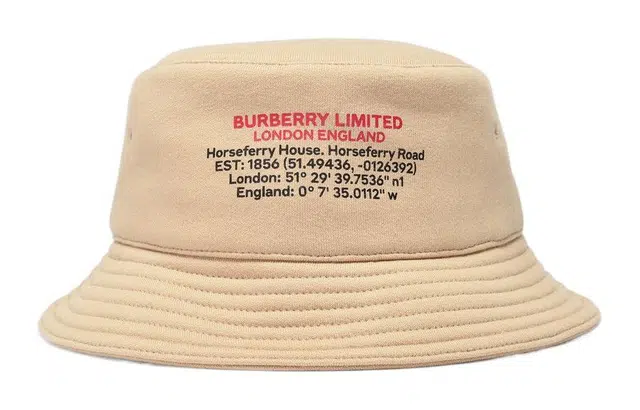 BURBERRY LIMITED
LONDON ENGLAND
Horseferry House. Horseferry Road
EST: 1856 (51.49436, -0126392)
London: 51° 29' 39.7536" n1
England: 0° 7' 35.0112" w